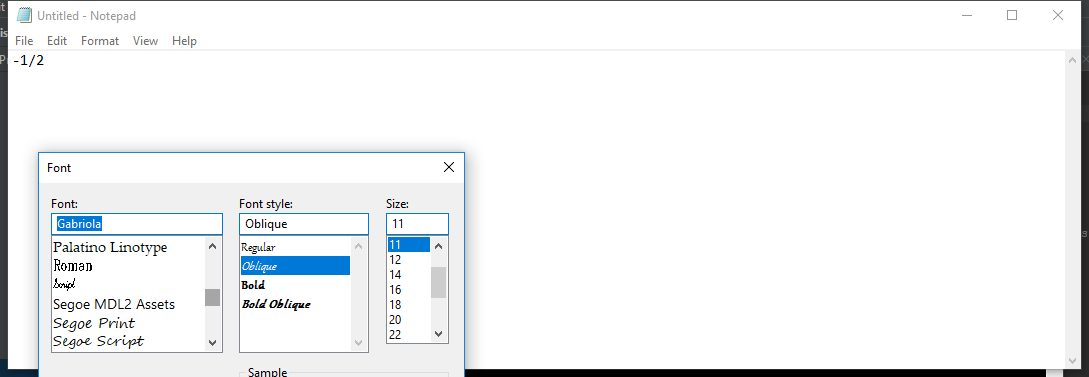 Untitled - Notepad
File Edit Format View Help
-1/2
Font
Font: Font style: Size:
Gabriola Oblique 11
Palatino Linotype
Roman
Script
Segoe MDL2 Assets
Segoe Print
Segoe Script
Regular
Oblique
Bold
Bold Oblique
11
12
14
16
18
20
22
Sample